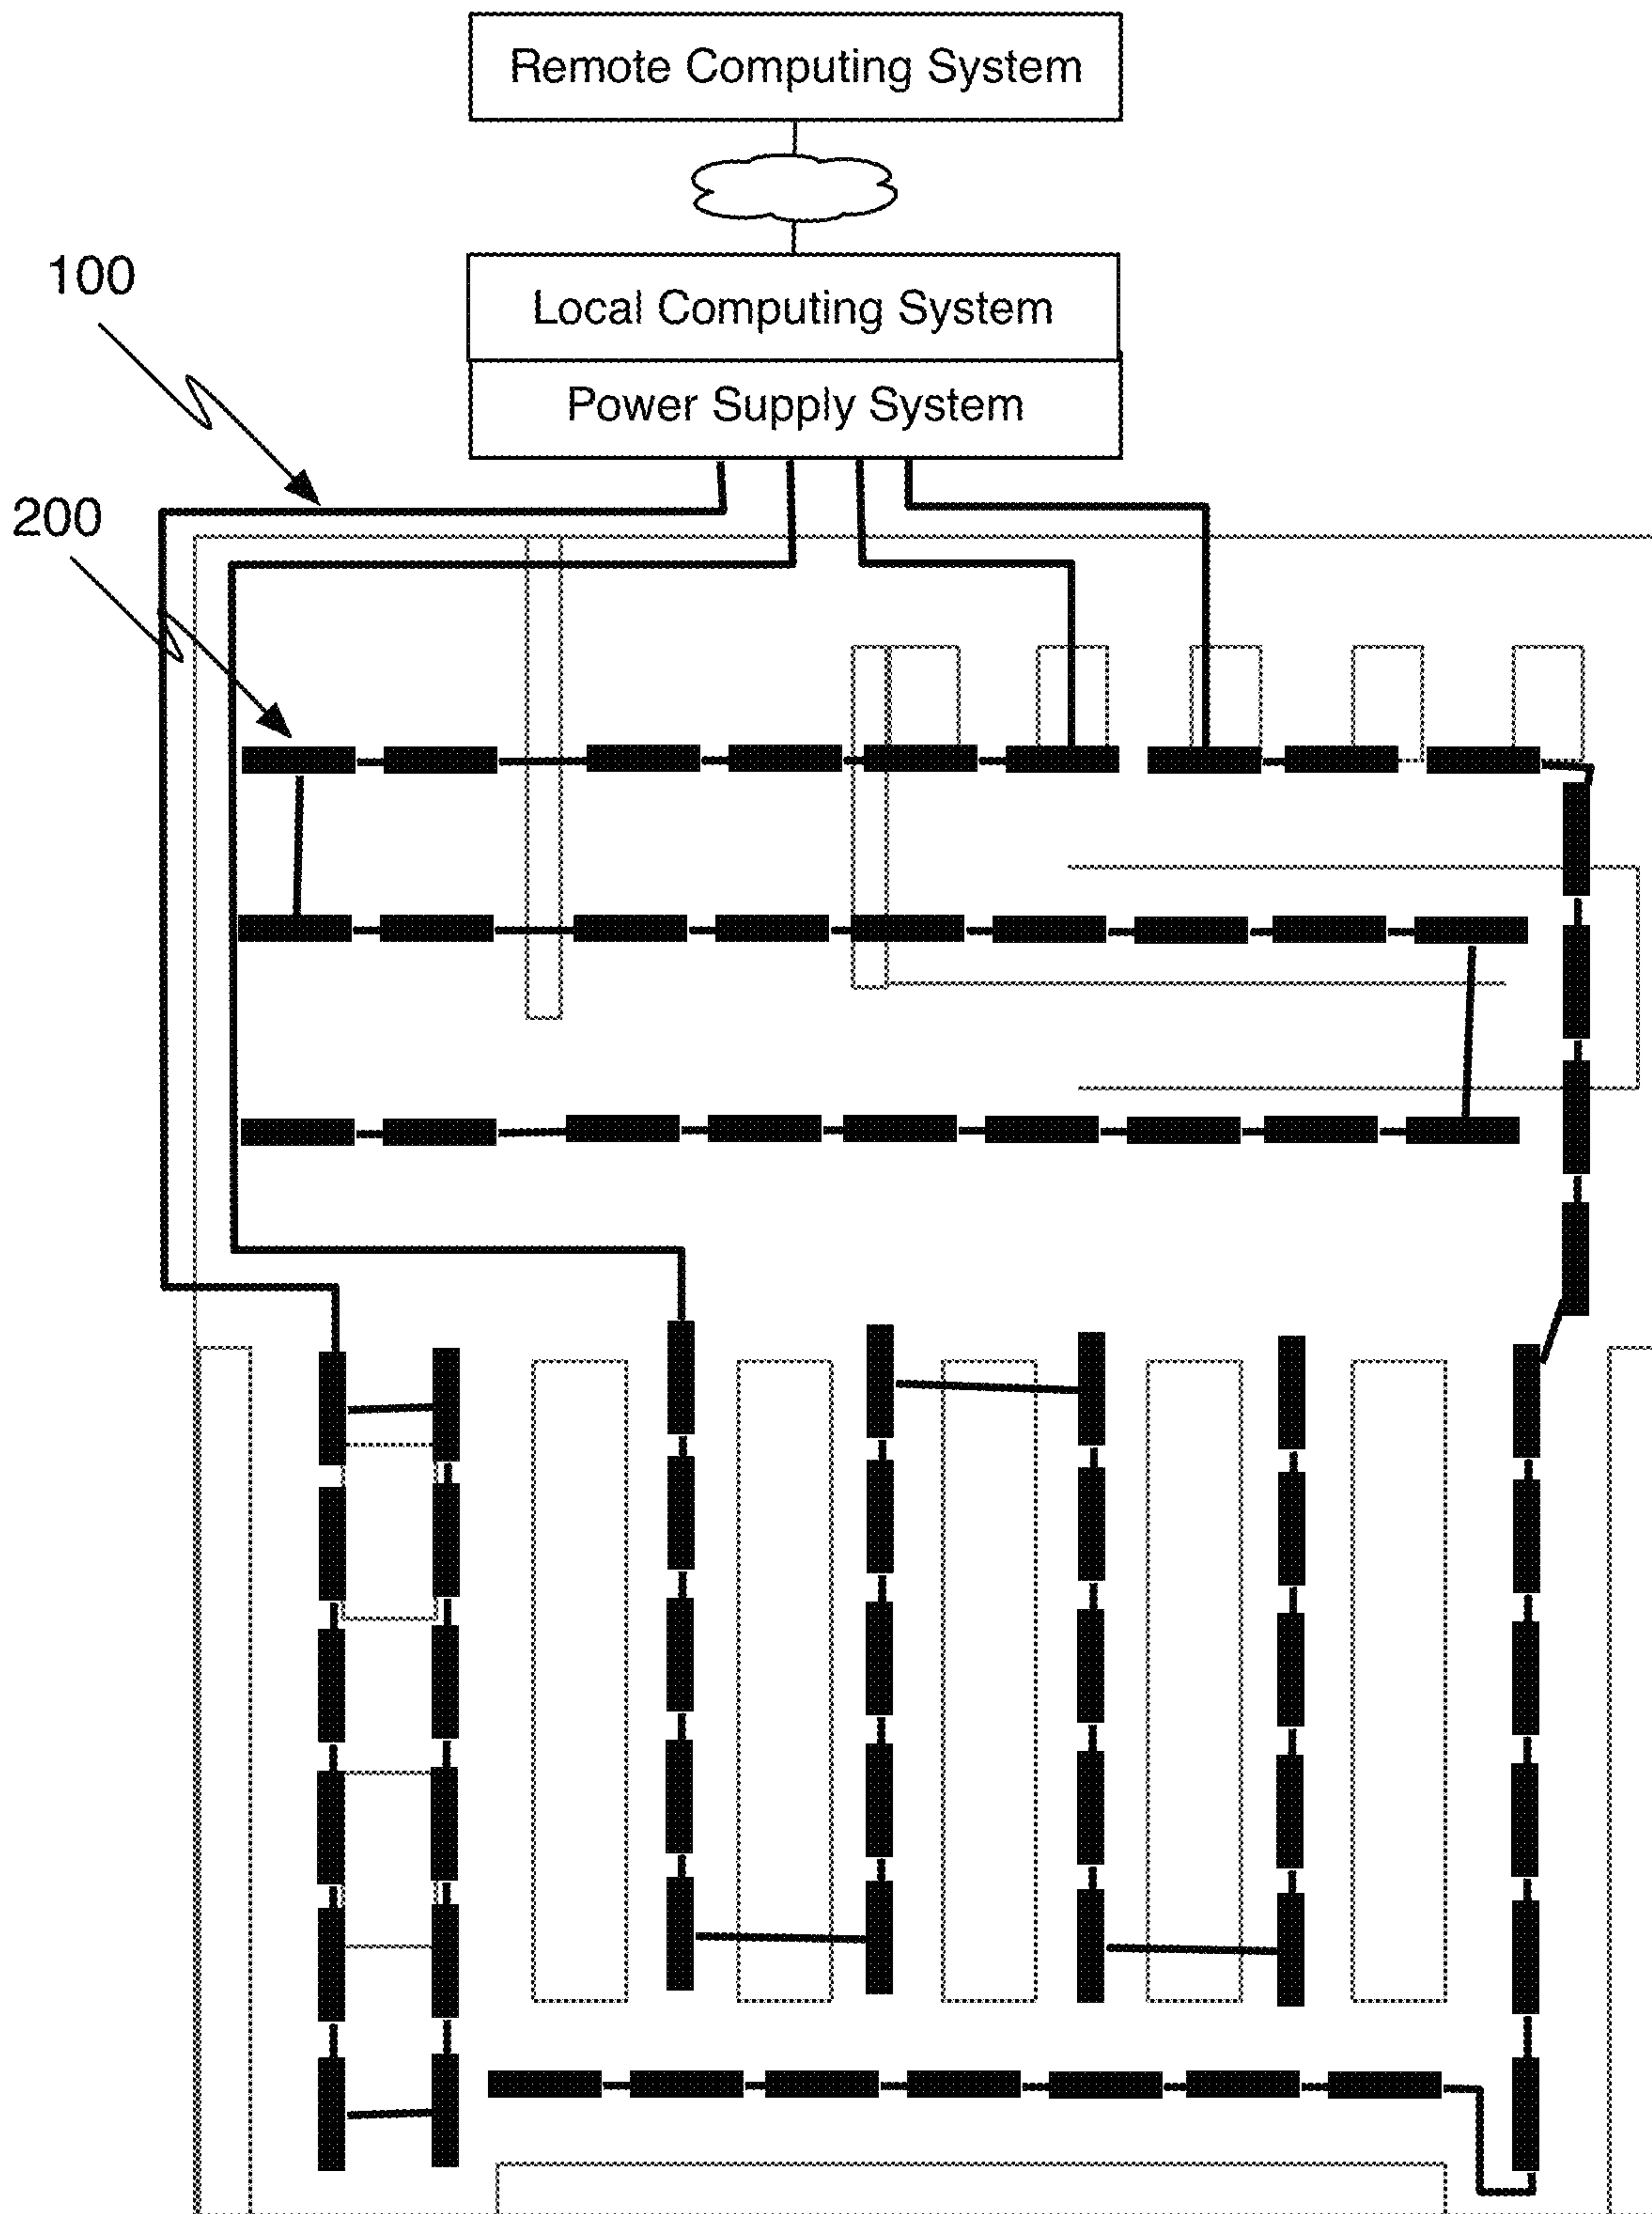 Remote Computing System
Local Computing System
100
Power Supply System
200